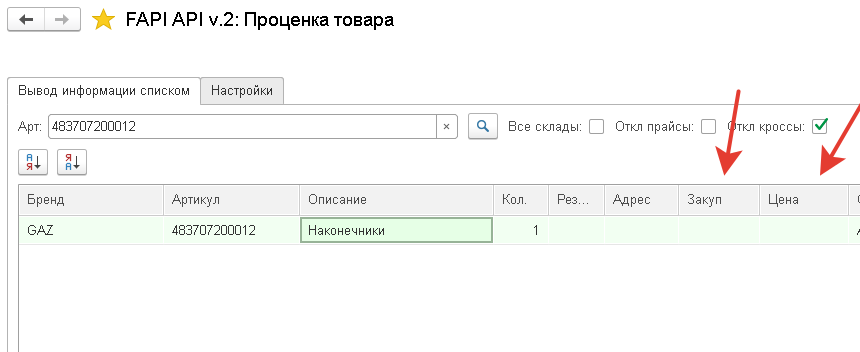 FAPI API v.2: Проценка товара
Вывод информации списком Настройки
Арт: 483707200012 × Все склады: Откл прайсы: Откл кроссы:
А Я Я А
Бренд Артикул Описание Кол. Рез... Адрес Закуп Цена
GAZ 483707200012 Наконечники 1